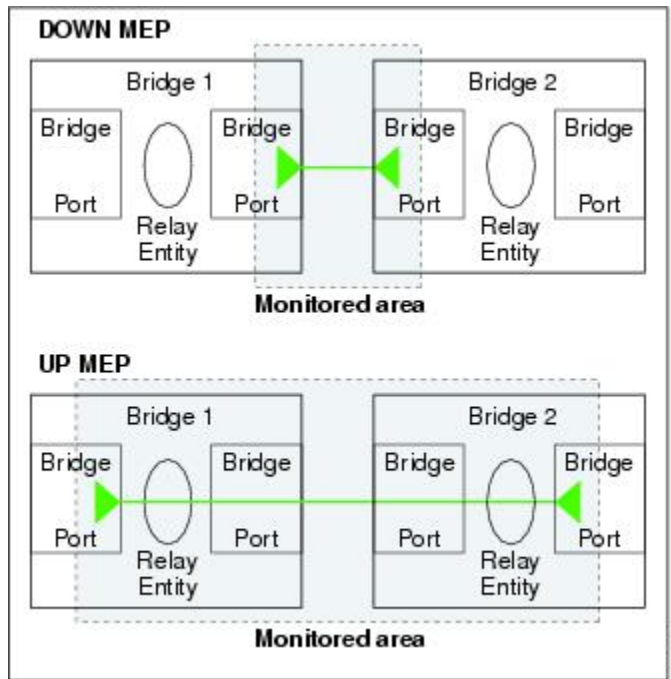 DOWN MEP
Bridge 1
Bridge 2
Bridge
Bridge
Bridge
Bridge
Port
Port
Port
Port
Relay
Entity
Relay
Entity
Monitored area
UP MEP
Bridge 1
Bridge 2
Bridge
Bridge
Bridge
Bridge
Port
Port
Port
Port
Relay
Entity
Relay
Entity
Monitored area